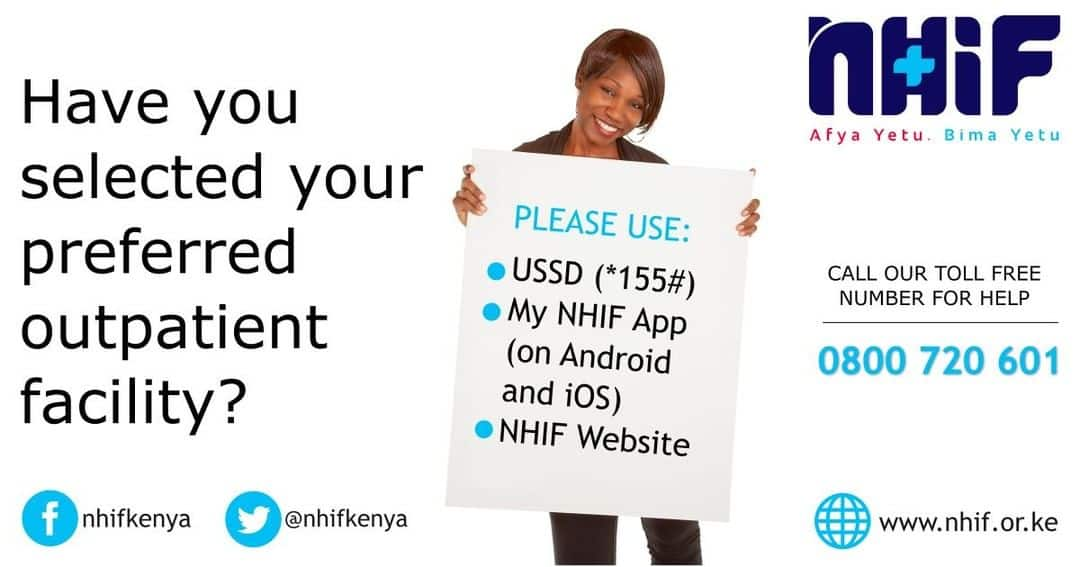 Have you
selected your
preferred
outpatient
facility?
PLEASE USE:
● USSD (*155#)
● My NHIF App
(on Android
and iOS)
● NHIF Website
nHiF
Afya Yetu. Bima Yetu
CALL OUR TOLL FREE
NUMBER FOR HELP
0800 720 601
nhifkenya
@nhifkenya
www.nhif.or.ke